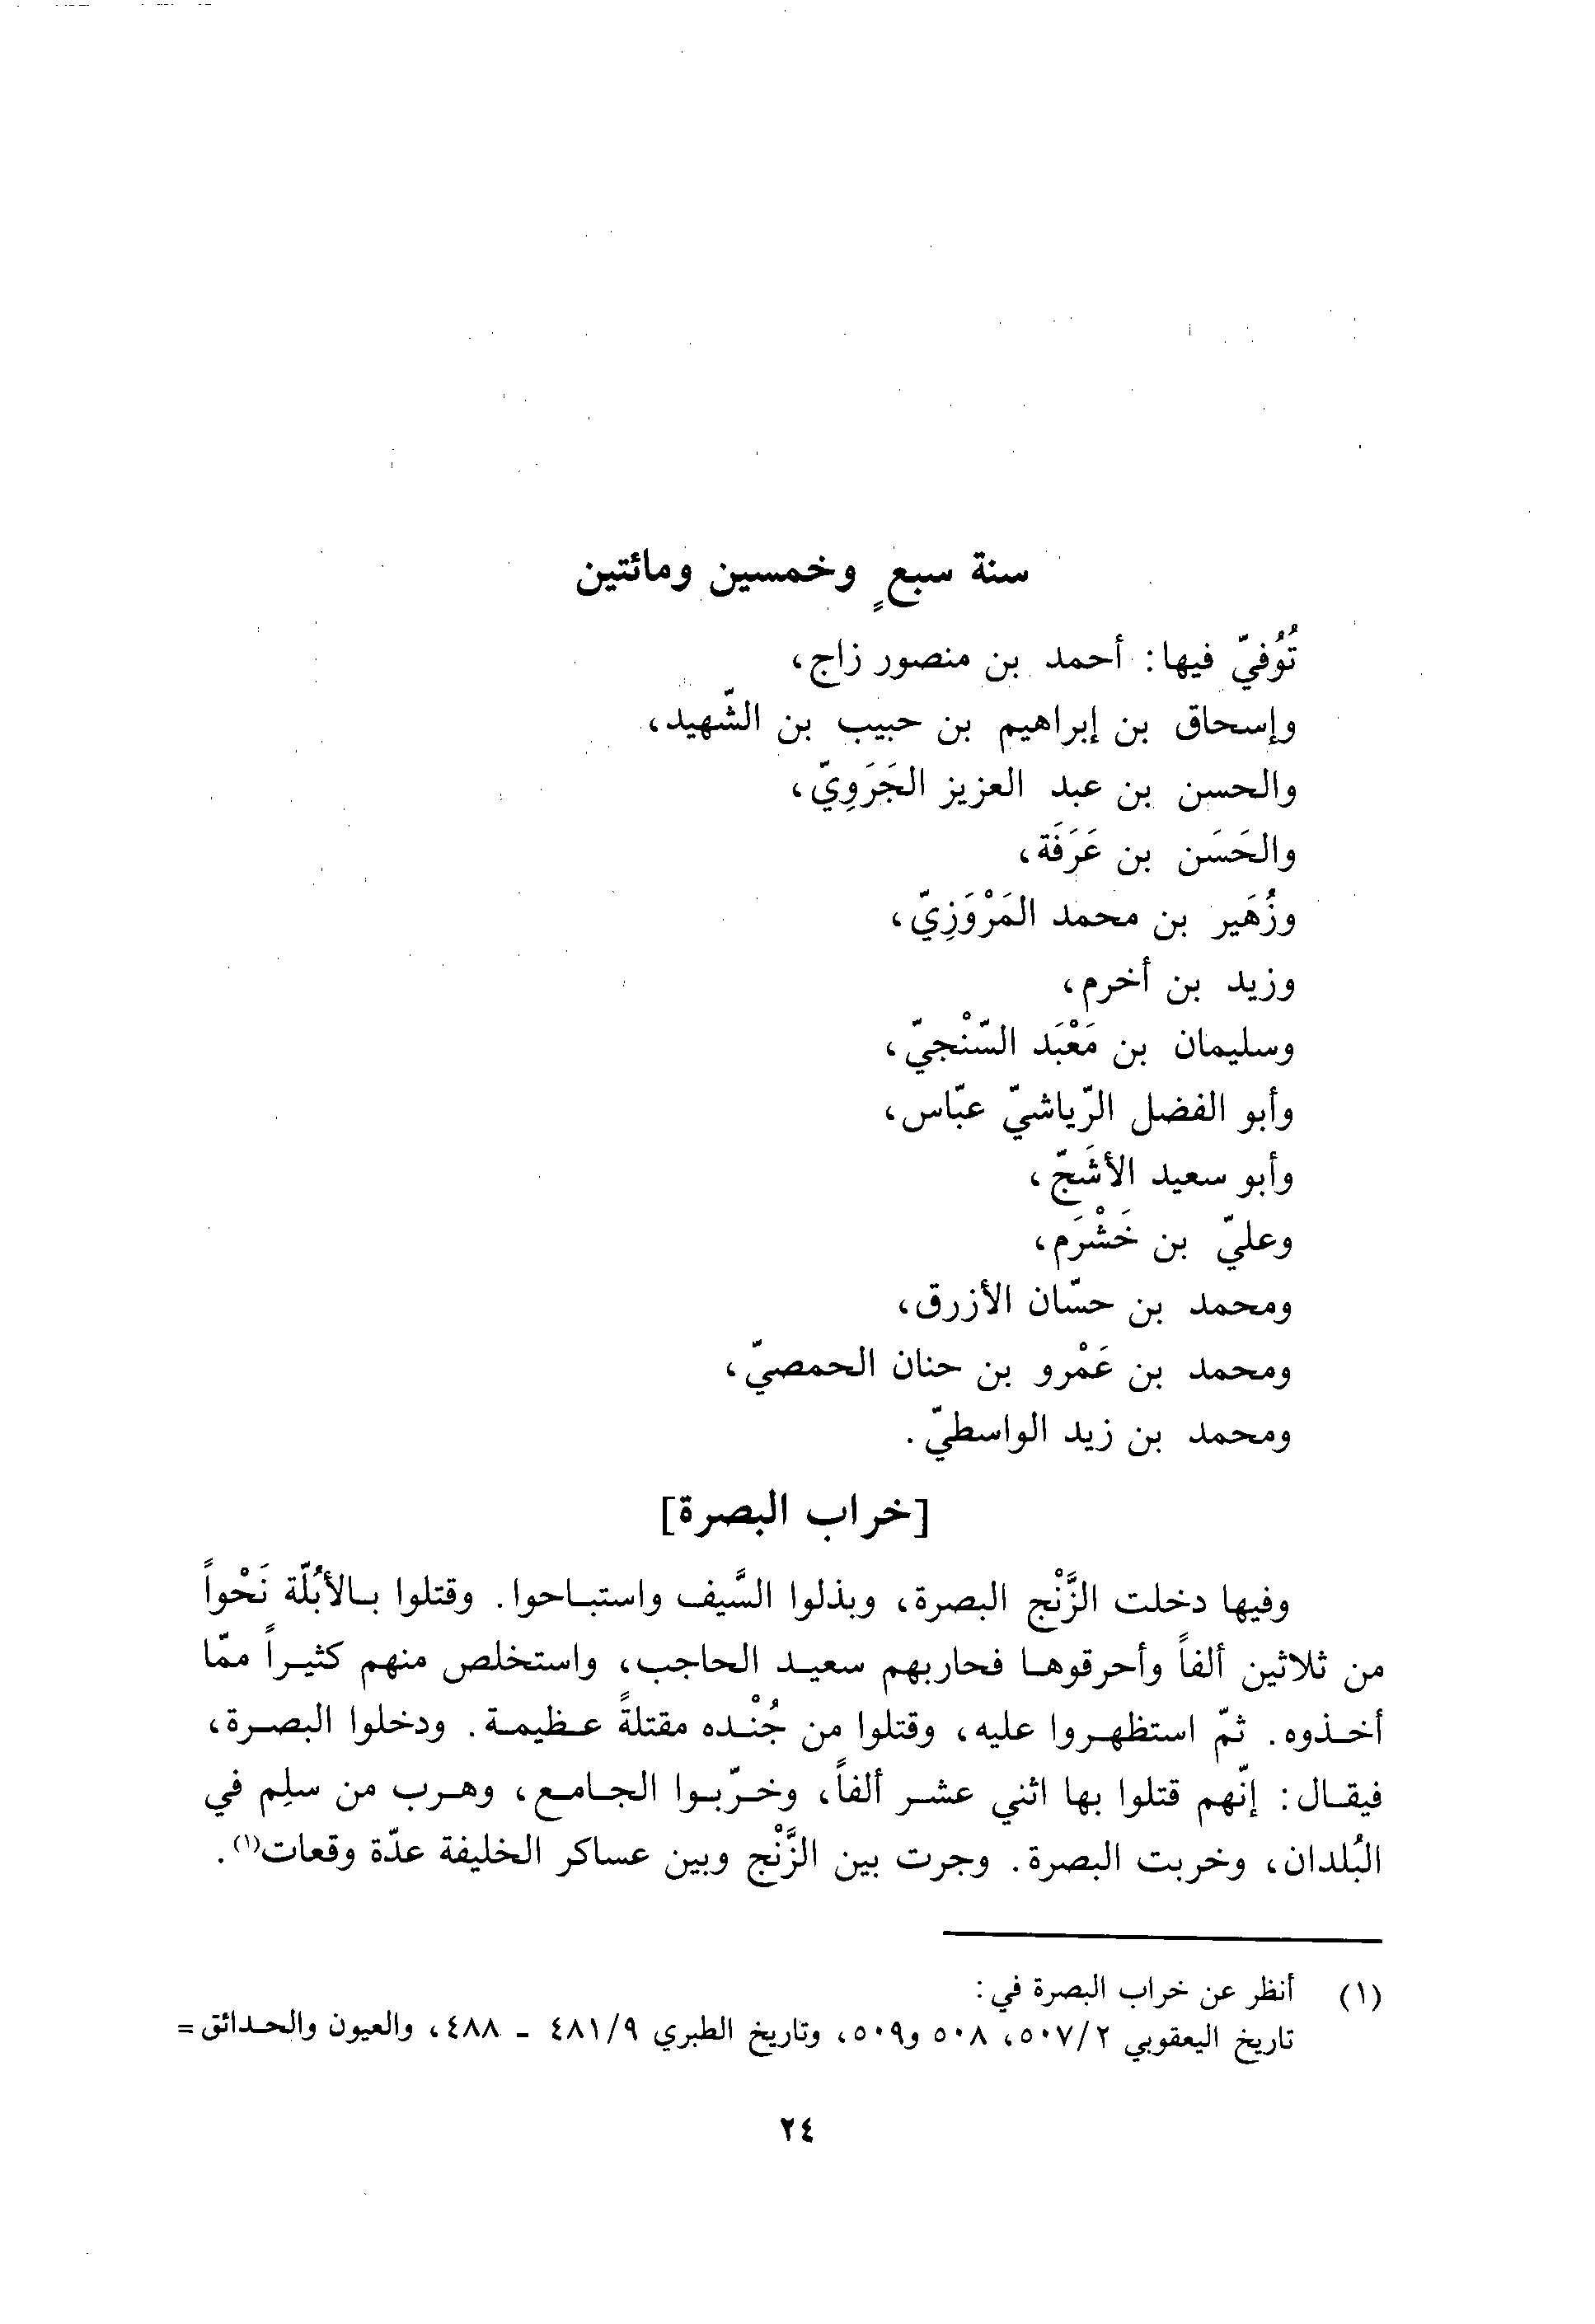 سنة سبعٍ وخمسين ومائتين
تُوُفيّ فيها: أحمد بن منصور زاج،
وإسحاق بن إبراهيم بن حبيب بن الشّهيد،
والحسن بن عبد العزيز الجَرَوِيّ،
والحَسَن بن عَرَفَة،
وزُهَير بن محمد المَرْوَزِيّ،
وزيد بن أخرم،
وسليمان بن مَعْبَد السّنْجيّ،
وأبو الفضل الرّياشيّ عبّاس،
وأبو سعيد الأشَجّ،
وعليّ بن خَشْرَم،
ومحمد بن حسّان الأزرق،
ومحمد بن عَمْرو بن حنان الحمصيّ،
ومحمد بن زيد الواسطيّ.
[خراب البصرة]
وفيها دخلت الزَّنْج البصرة، وبذلوا السَّيف واستباحوا. وقتلوا بالأبُلّة نَحْواً
من ثلاثين ألفاً وأحرقوها فحاربهم سعيد الحاجب، واستخلص منهم كثيراً ممّا
أخذوه. ثمّ استظهروا عليه، وقتلوا من جُنْده مقتلةً عظيمة. ودخلوا البصرة،
فيقال: إنّهم قتلوا بها اثني عشر ألفاً، وخرّبوا الجامع، وهرب من سلِم في
البُلدان، وخربت البصرة. وجرت بين الزَّنْج وبين عساكر الخليفة عدّة وقعات(١).
(١) أنظر عن خراب البصرة في:
تاريخ اليعقوبي ٥٠٧/٢، ٥٠٨ و٥٠٩، وتاريخ الطبري ٤٨١/٩ - ٤٨٨، والعيون والحدائق =
٢٤